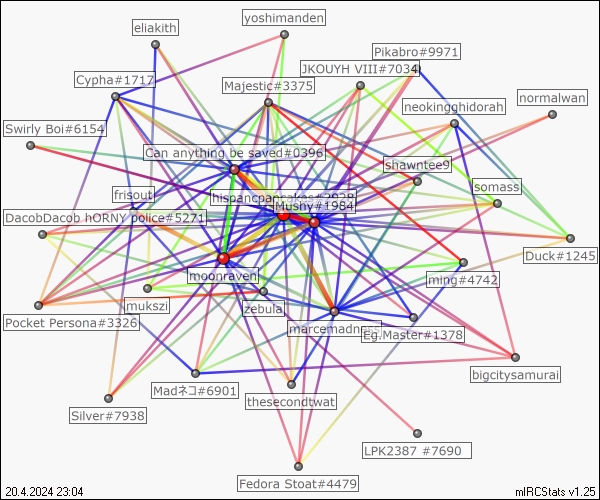 yoshimanden
eliakith
Pikabro#9971
JKOUYH VIII#7034
Cypha#1717
Majestic#3375
normalwan
neokingghidorah
Swirly Boi#6154
Can anything be saved#0396
shawntee9
somass
frisout
Mushy#1984
DacobDacob hORNY police#5271
Duck#1245
moonraven
ming#4742
mukszi
zebula
Pocket Persona#3326
marcemadness
Eg.Master#1378
bigcitysamurai
Madネコ#6901
thesecondtwat
Silver#7938
LPK2387 #7690
Fedora Stoat#4479
20.4.2024 23:04
mIRCStats v1.25